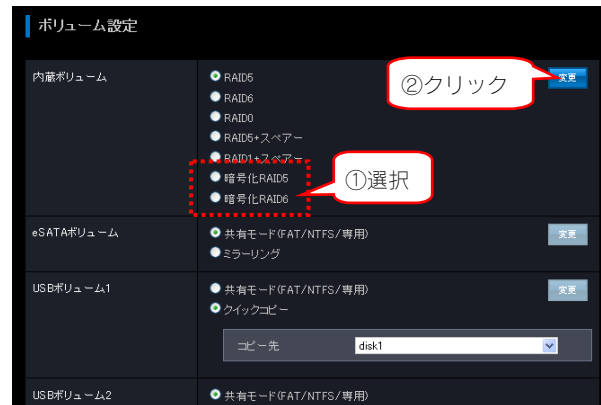 ボリューム設定
内蔵ボリューム
RAID5
変更
②クリック
RAID6
RAID0
RAID5+スペアー
RAID1+スペアー
暗号化RAID5
①選択
暗号化RAID6
eSATAボリューム
共有モード(FAT/NTFS/専用)
変更
ミラーリング
USBボリューム1
共有モード(FAT/NTFS/専用)
変更
クイックコピー
コピー先
disk1
USBボリューム2
共有モード(FAT/NTFS/専用)